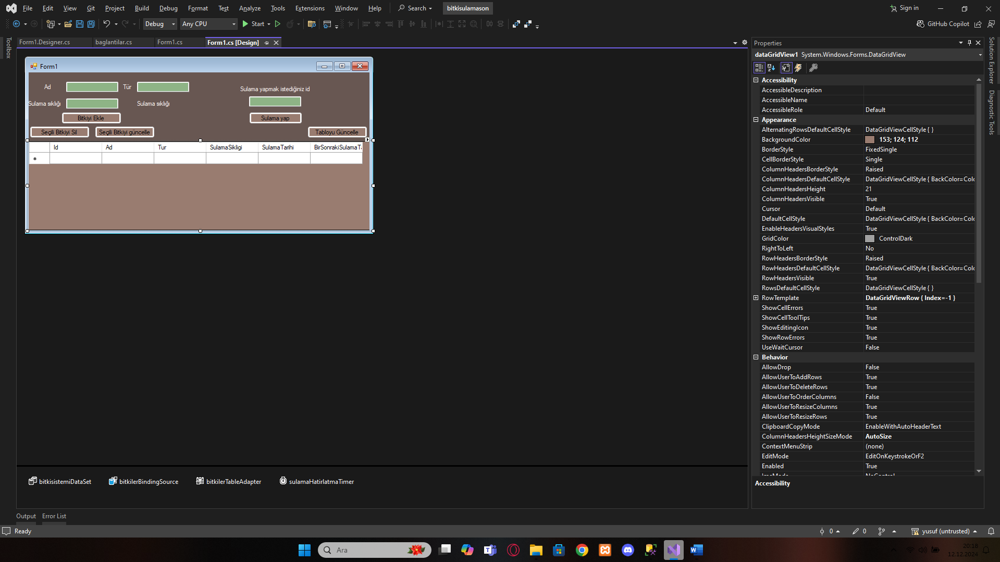 File Edit View Git Project Build Debug Format Test Analyze Tools Extensions Window Help Search bitkisulamason Sign in
Debug Any CPU Start GitHub Copilot
Toolbox
Form1.Designer.cs baglantilar.cs Form1.cs Form1.cs [Design]
Form1
Ad Tür Sulama yapmak istediğiniz id
Sulama sıklığı Sulama sıklığı
Bitkiyi Ekle Sulama yap
Seçili Bitkiyi Sil Seçili Bitkiyi güncelle Tabloyu Güncelle
Id Ad Tur SulamaSikligi SulamaTarihi BirSonrakiSulamaTa
*
bitkisistemiDataSet bitkilerBindingSource bitkilerTableAdapter sulamaHatirlatmaTimer
Properties
dataGridView1 System.Windows.Forms.DataGridView
Accessibility
AccessibleDescription
AccessibleName
AccessibleRole Default
Appearance
AlternatingRowsDefaultCellStyle DataGridViewCellStyle { }
BackgroundColor 153; 124; 112
BorderStyle FixedSingle
CellBorderStyle Single
ColumnHeadersBorderStyle Raised
ColumnHeadersDefaultCellStyle DataGridViewCellStyle { BackColor=Colo
ColumnHeadersHeight 21
ColumnHeadersVisible True
Cursor Default
DefaultCellStyle DataGridViewCellStyle { BackColor=Colo
EnableHeadersVisualStyles True
GridColor ControlDark
RightToLeft No
RowHeadersBorderStyle Raised
RowHeadersDefaultCellStyle DataGridViewCellStyle { BackColor=Colo
RowHeadersVisible True
RowsDefaultCellStyle DataGridViewCellStyle { }
RowTemplate DataGridViewRow { Index=-1 }
ShowCellErrors True
ShowCellToolTips True
ShowEditingIcon True
ShowRowErrors True
UseWaitCursor False
Behavior
AllowDrop False
AllowUserToAddRows True
AllowUserToDeleteRows True
AllowUserToOrderColumns False
AllowUserToResizeColumns True
AllowUserToResizeRows True
ClipboardCopyMode EnableWithAutoHeaderText
ColumnHeadersHeightSizeMode AutoSize
ContextMenuStrip (none)
EditMode EditOnKeystrokeOrF2
Enabled True
ImeMode NoControl
Accessibility
Solution Explorer
Diagnostic Tools
Output Error List
Ready 0 0 yusuf (untrusted)
Ara
20:18
12.12.2024